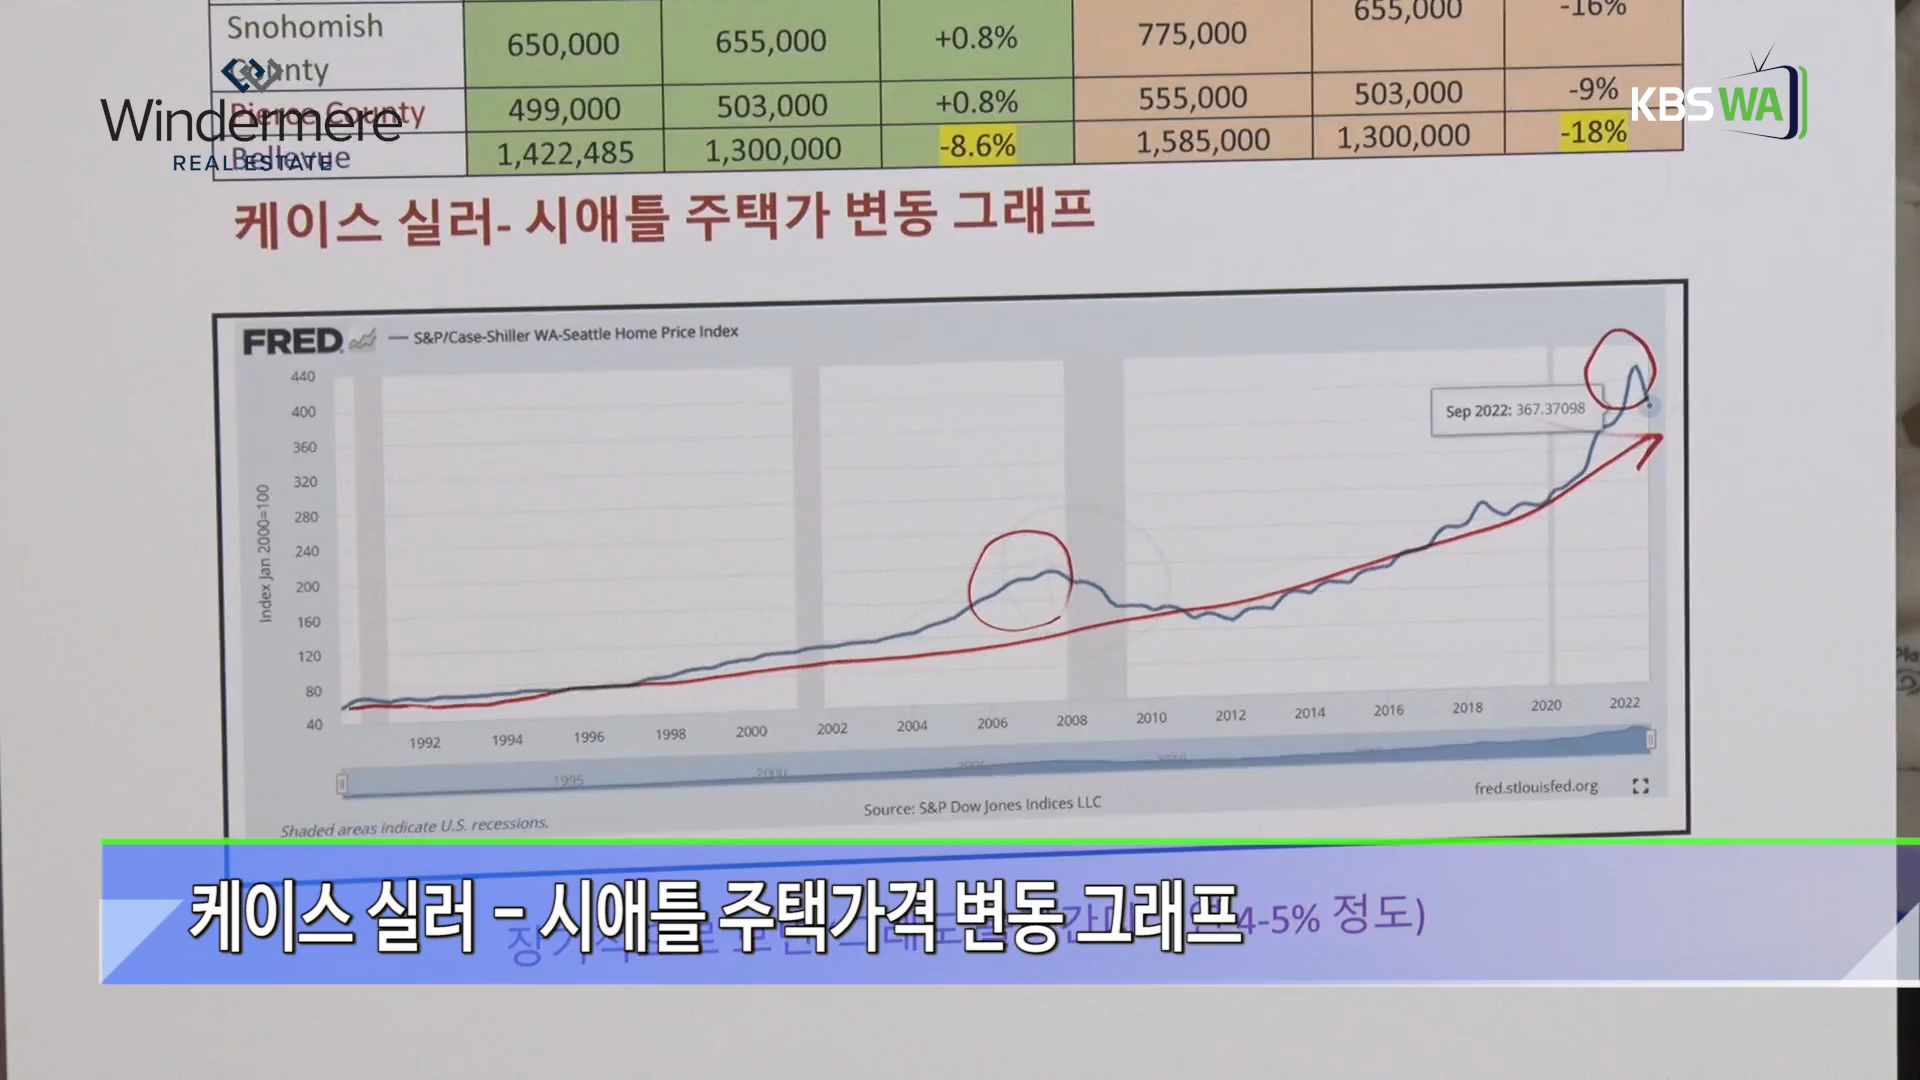 Snohomish County 650,000 655,000 +0.8% 775,000 655,000 -16%
Pierce County 499,000 503,000 +0.8% 555,000 503,000 -9%
Bellevue 1,422,485 1,300,000 -8.6% 1,585,000 1,300,000 -18%
Windermere
REAL ESTATE
KBS WA
케이스 실러- 시애틀 주택가 변동 그래프
FRED S&P/Case-Shiller WA-Seattle Home Price Index
440
400
360
320
280
240
200
160
120
80
40
Index Jan 2000=100
Sep 2022: 367.37098
1992 1994 1996 1998 2000 2002 2004 2006 2008 2010 2012 2014 2016 2018 2020 2022
1995 2000
Source: S&P Dow Jones Indices LLC
fred.stlouisfed.org
Shaded areas indicate U.S. recessions.
케이스 실러 - 시애틀 주택가격 변동 그래프
4-5% 정도)